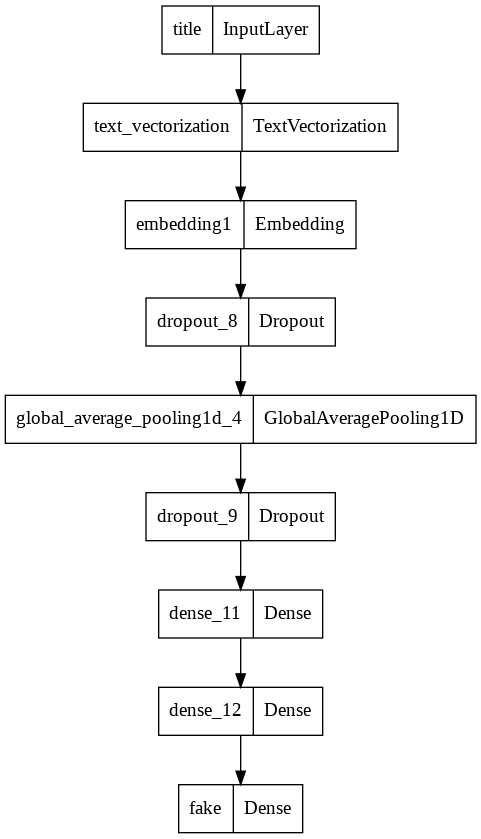 title InputLayer
text_vectorization TextVectorization
embedding1 Embedding
dropout_8 Dropout
global_average_pooling1d_4 GlobalAveragePooling1D
dropout_9 Dropout
dense_11 Dense
dense_12 Dense
fake Dense